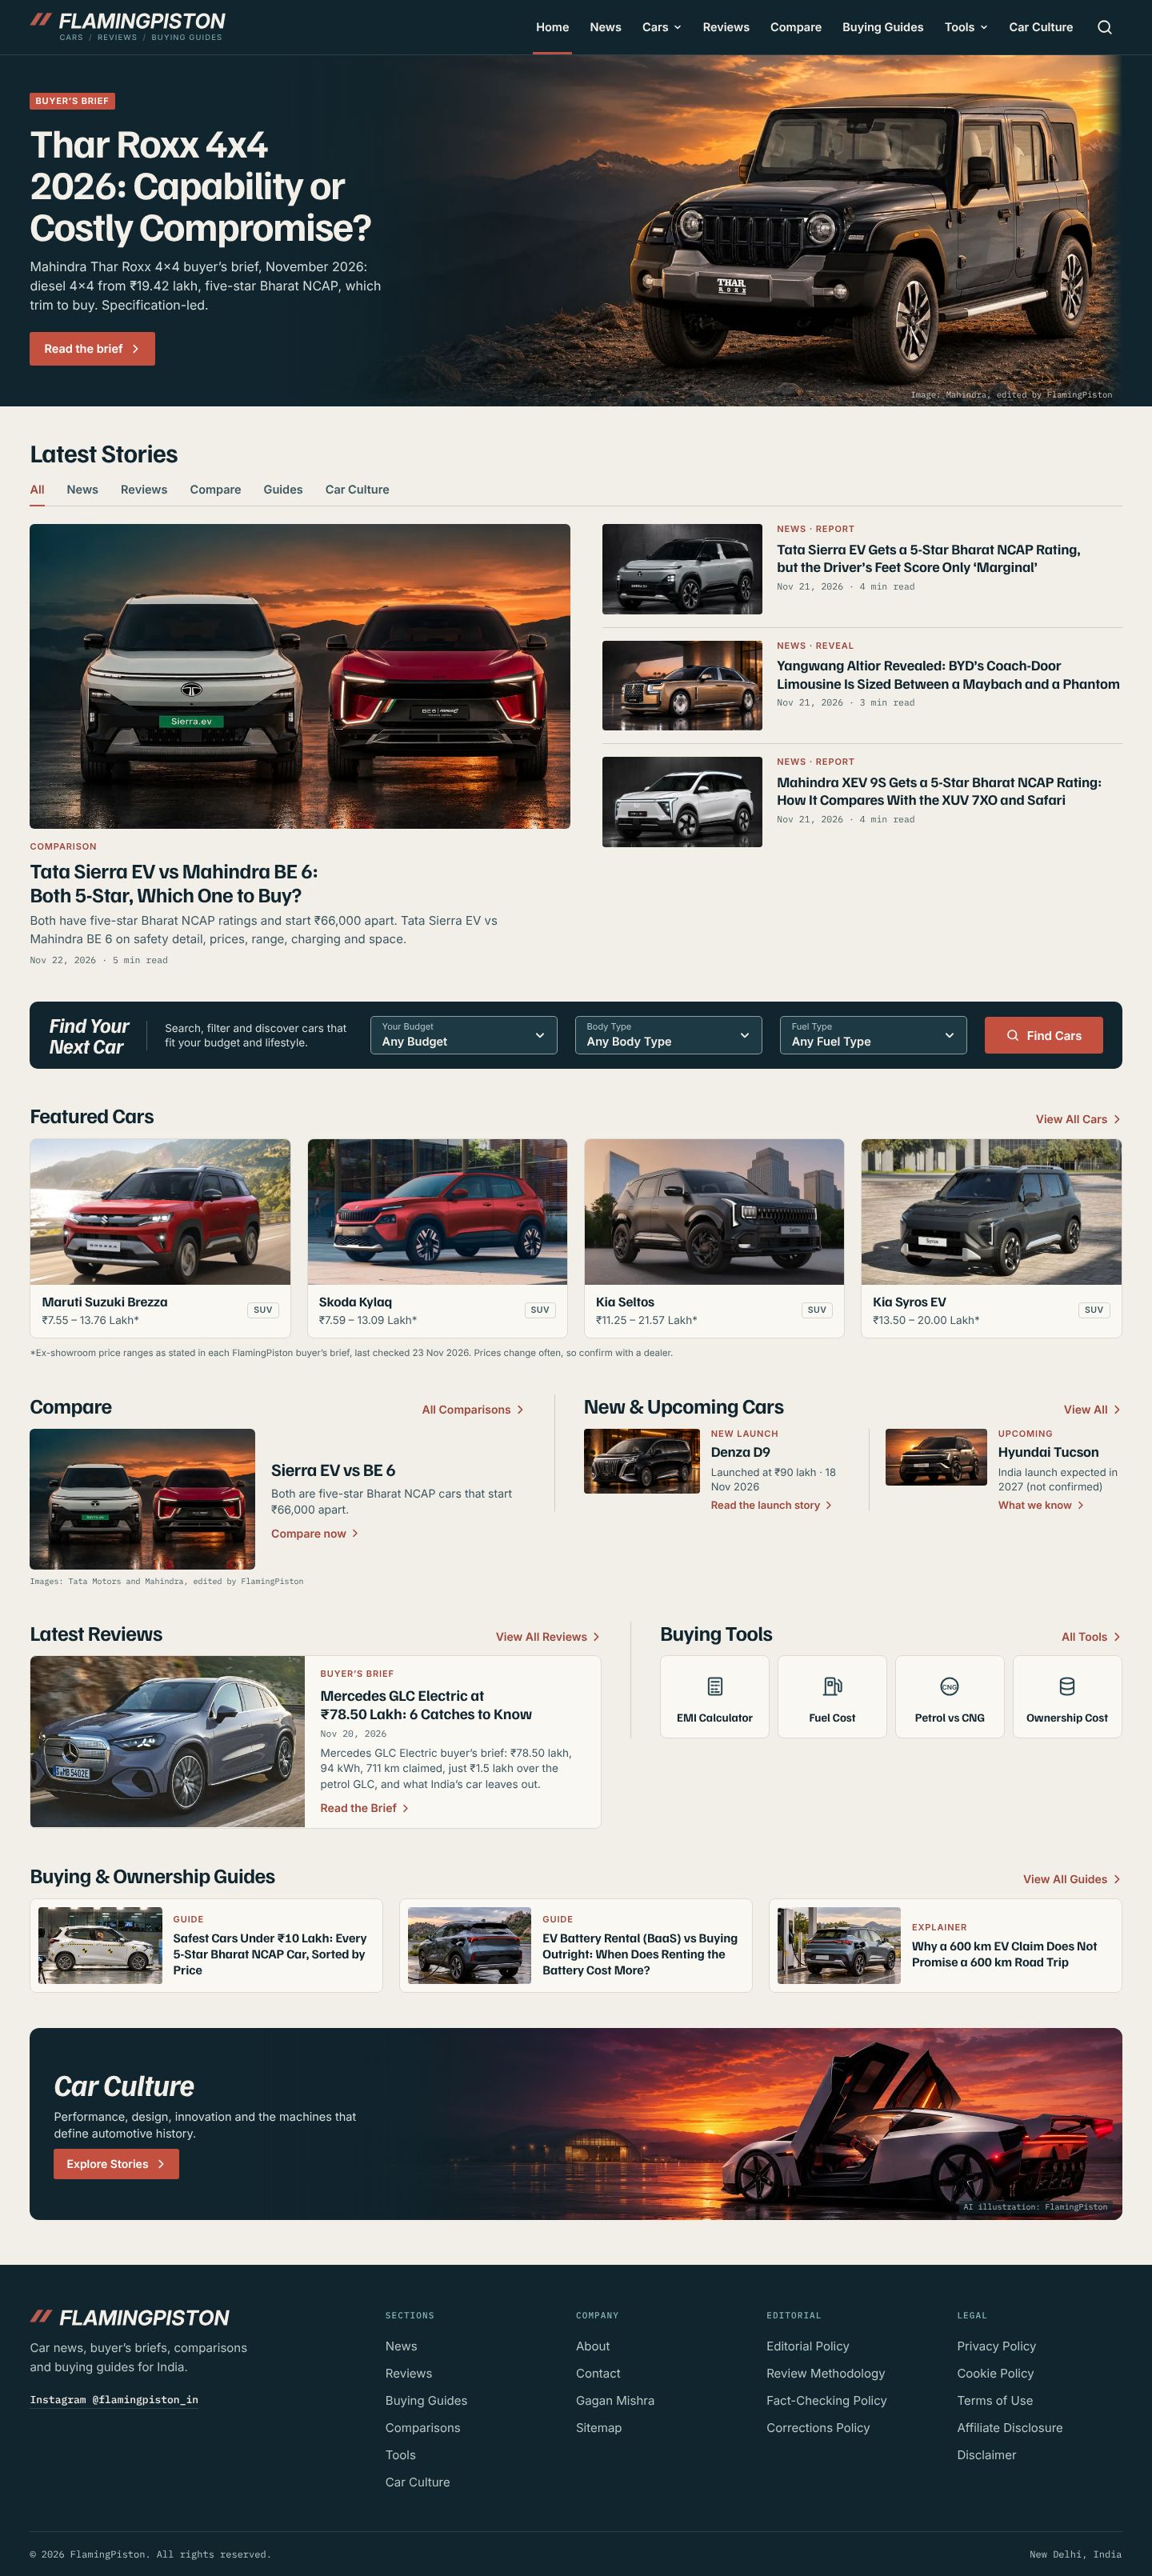 FLAMINGPISTON
CARS / REVIEWS / BUYING GUIDES
Home News Cars Reviews Compare Buying Guides Tools Car Culture
BUYER'S BRIEF
Thar Roxx 4x4
2026: Capability or
Costly Compromise?
Mahindra Thar Roxx 4×4 buyer's brief, November 2026:
diesel 4×4 from ₹19.42 lakh, five-star Bharat NCAP, which
trim to buy. Specification-led.
Read the brief
THAR
ROXX
Image: Mahindra, edited by FlamingPiston
Latest Stories
All News Reviews Compare Guides Car Culture
Sierra.ev
BE 6
COMPARISON
Tata Sierra EV vs Mahindra BE 6:
Both 5-Star, Which One to Buy?
Both have five-star Bharat NCAP ratings and start ₹66,000 apart. Tata Sierra EV vs
Mahindra BE 6 on safety detail, prices, range, charging and space.
Nov 22, 2026 · 5 min read
NEWS · REPORT
Tata Sierra EV Gets a 5-Star Bharat NCAP Rating,
but the Driver's Feet Score Only ‘Marginal’
Nov 21, 2026 · 4 min read
NEWS · REVEAL
Yangwang Altior Revealed: BYD's Coach-Door
Limousine Is Sized Between a Maybach and a Phantom
Nov 21, 2026 · 3 min read
NEWS · REPORT
Mahindra XEV 9S Gets a 5-Star Bharat NCAP Rating:
How It Compares With the XUV 7XO and Safari
Nov 21, 2026 · 4 min read
Find Your
Next Car
Search, filter and discover cars that
fit your budget and lifestyle.
Your Budget
Any Budget
Body Type
Any Body Type
Fuel Type
Any Fuel Type
Find Cars
Featured Cars
View All Cars
Maruti Suzuki Brezza
₹7.55 – 13.76 Lakh*
SUV
Skoda Kylaq
₹7.59 – 13.09 Lakh*
SUV
Kia Seltos
₹11.25 – 21.57 Lakh*
SUV
Syros
Kia Syros EV
₹13.50 – 20.00 Lakh*
SUV
*Ex-showroom price ranges as stated in each FlamingPiston buyer's brief, last checked 23 Nov 2026. Prices change often, so confirm with a dealer.
Compare
All Comparisons
Sierra EV vs BE 6
Both are five-star Bharat NCAP cars that start
₹66,000 apart.
Compare now
Images: Tata Motors and Mahindra, edited by FlamingPiston
New & Upcoming Cars
View All
NEW LAUNCH
Denza D9
Launched at ₹90 lakh · 18
Nov 2026
Read the launch story
UPCOMING
Hyundai Tucson
India launch expected in
2027 (not confirmed)
What we know
Latest Reviews
View All Reviews
BUYER'S BRIEF
Mercedes GLC Electric at
₹78.50 Lakh: 6 Catches to Know
Nov 20, 2026
Mercedes GLC Electric buyer's brief: ₹78.50 lakh,
94 kWh, 711 km claimed, just ₹1.5 lakh over the
petrol GLC, and what India's car leaves out.
Read the Brief
Buying Tools
All Tools
EMI Calculator
Fuel Cost
CNG
Petrol vs CNG
Ownership Cost
Buying & Ownership Guides
View All Guides
GUIDE
Safest Cars Under ₹10 Lakh: Every
5-Star Bharat NCAP Car, Sorted by
Price
GUIDE
EV Battery Rental (BaaS) vs Buying
Outright: When Does Renting the
Battery Cost More?
EXPLAINER
Why a 600 km EV Claim Does Not
Promise a 600 km Road Trip
Car Culture
Performance, design, innovation and the machines that
define automotive history.
Explore Stories
AI illustration: FlamingPiston
FLAMINGPISTON
Car news, buyer's briefs, comparisons
and buying guides for India.
Instagram @flamingpiston_in
SECTIONS
News
Reviews
Buying Guides
Comparisons
Tools
Car Culture
COMPANY
About
Contact
Gagan Mishra
Sitemap
EDITORIAL
Editorial Policy
Review Methodology
Fact-Checking Policy
Corrections Policy
LEGAL
Privacy Policy
Cookie Policy
Terms of Use
Affiliate Disclosure
Disclaimer
© 2026 FlamingPiston. All rights reserved.
New Delhi, India